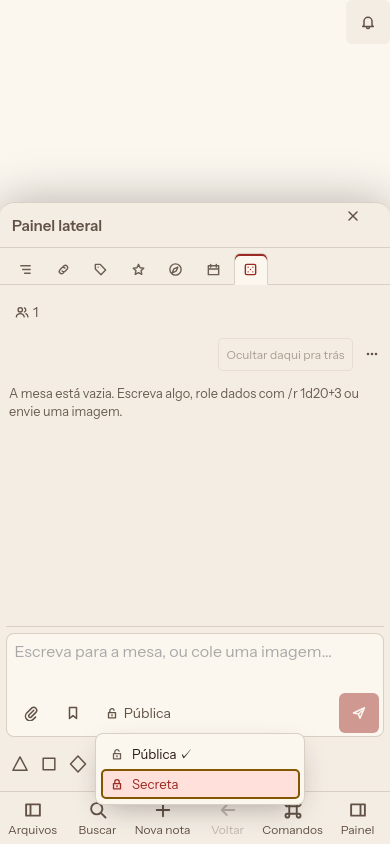 Painel lateral
1
Ocultar daqui pra trás
A mesa está vazia. Escreva algo, role dados com /r 1d20+3 ou
envie uma imagem.
Escreva para a mesa, ou cole uma imagem...
Pública
Pública ✓
Secreta
Arquivos
Buscar
Nova nota
Voltar
Comandos
Painel